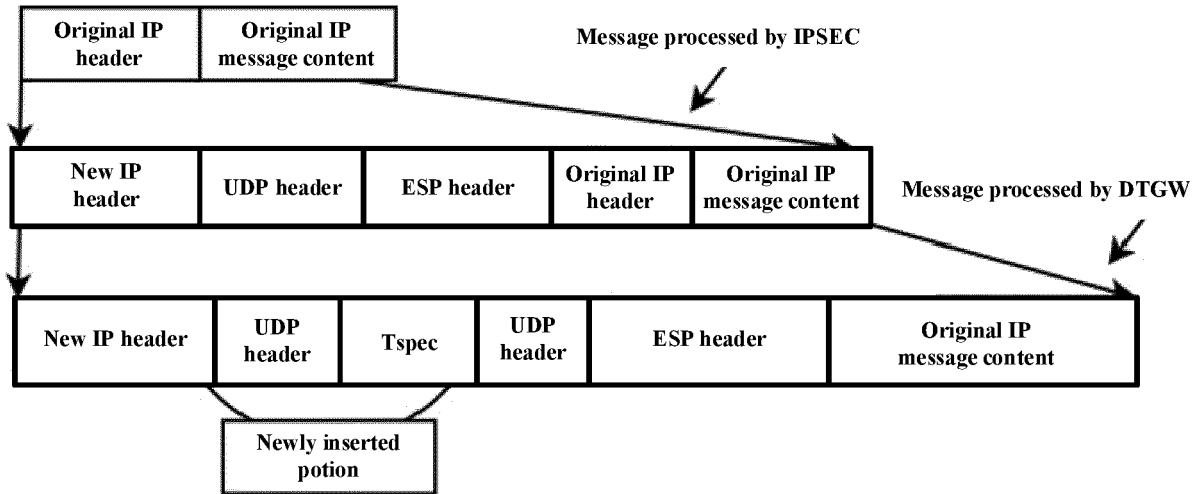 Original IP
header
Original IP
message content
Message processed by IPSEC
New IP
header
UDP header
ESP header
Original IP
header
Original IP
message content
Message processed by DTGW
New IP header
UDP
header
Tspec
UDP
header
ESP header
Original IP
message content
Newly inserted
potion